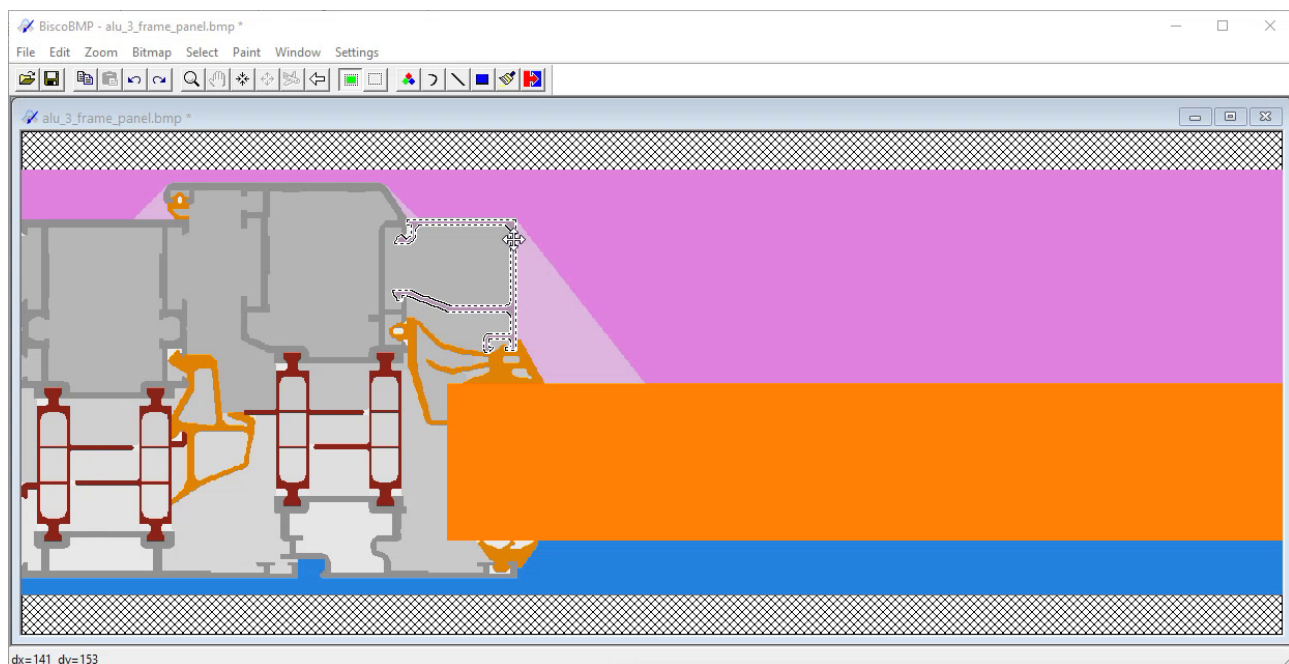 BiscoBMP - alu_3_frame_panel.bmp *
File Edit Zoom Bitmap Select Paint Window Settings
alu_3_frame_panel.bmp *
dx=141 dy=153